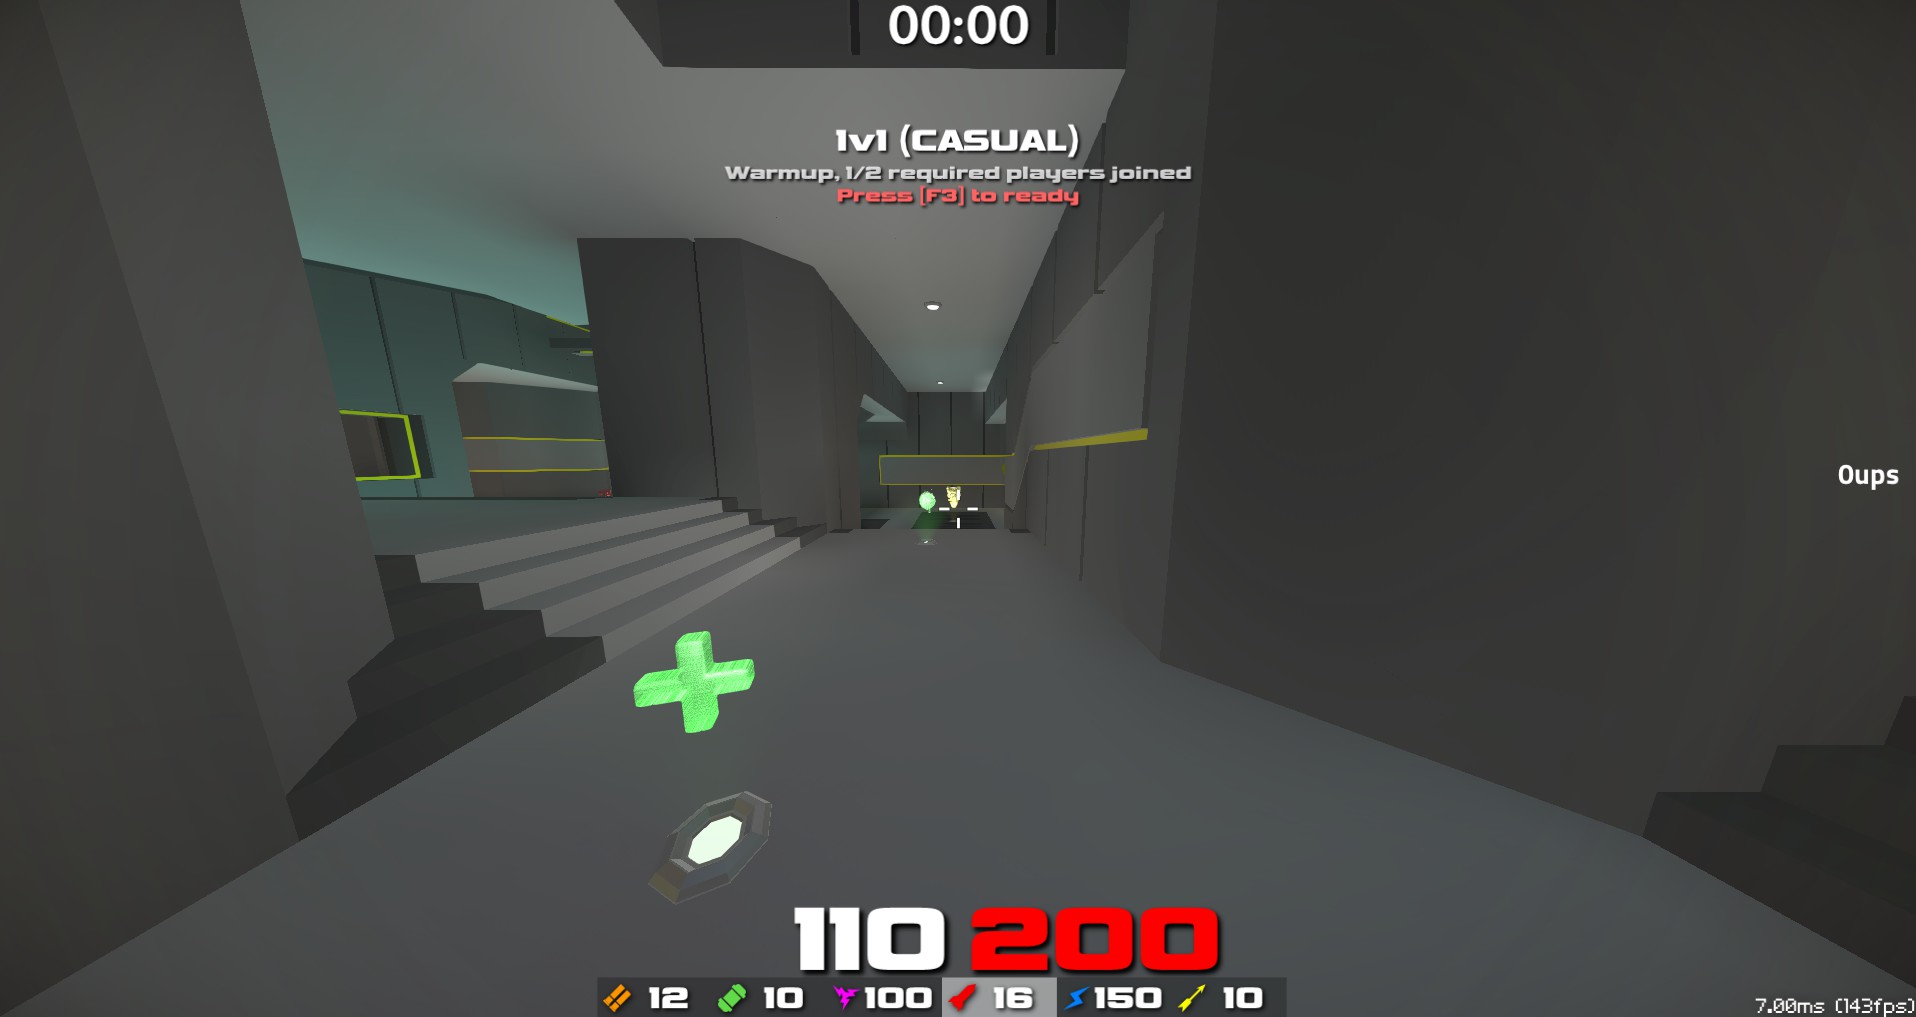 00:00
1v1 (CASUAL)
Warmup, 1/2 required players joined
Press [F3] to ready
Oups
110 200
12 10 100 16 150 10
7.00ms (143fps)